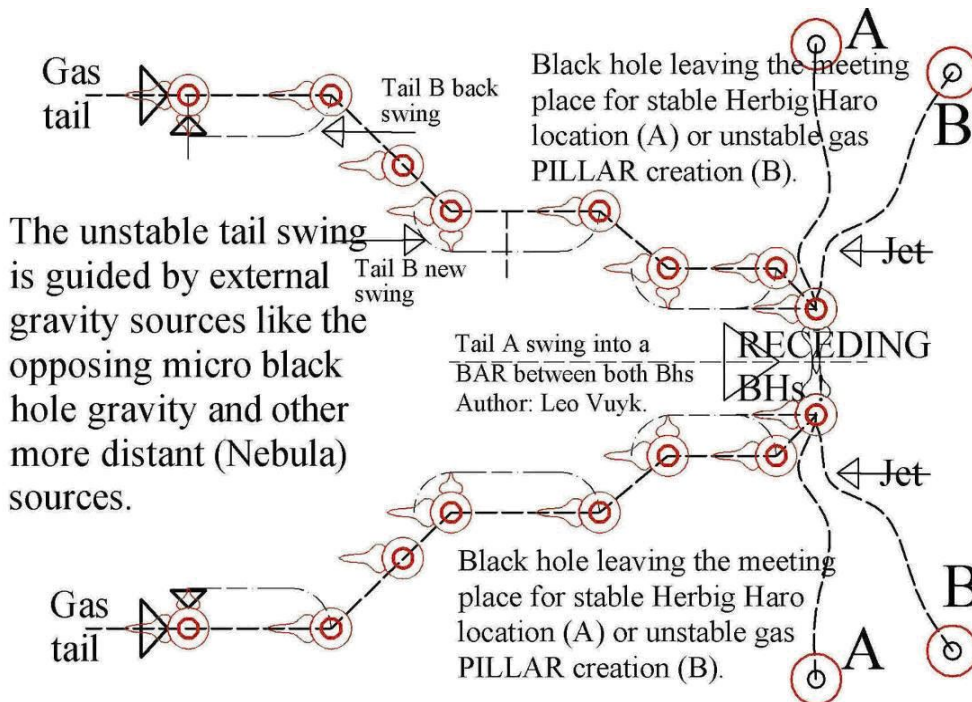 A
Gas
tail
Tail B back
swing
Black hole leaving the meeting
place for stable Herbig Haro
location (A) or unstable gas
PILLAR creation (B).
B
The unstable tail swing
is guided by external
gravity sources like the
opposing micro black
hole gravity and other
more distant (Nebula)
sources.
Tail B new
swing
Jet
Tail A swing into a
BAR between both Bhs
Author: Leo Vuyk.
RECEDING
BHs.
Jet
Black hole leaving the meeting
place for stable Herbig Haro
location (A) or unstable gas
PILLAR creation (B).
Gas
tail
B
A